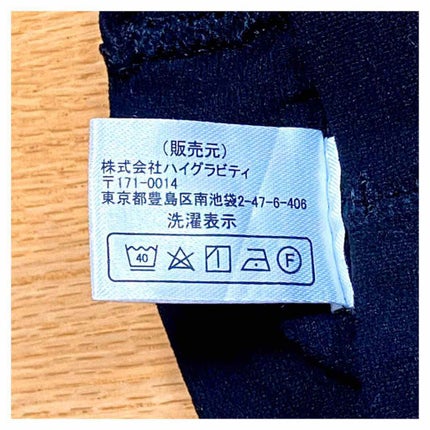 (販売元)
株式会社ハイグラビティ
〒171-0014
東京都豊島区南池袋2-47-6-406
洗濯表示
40 F